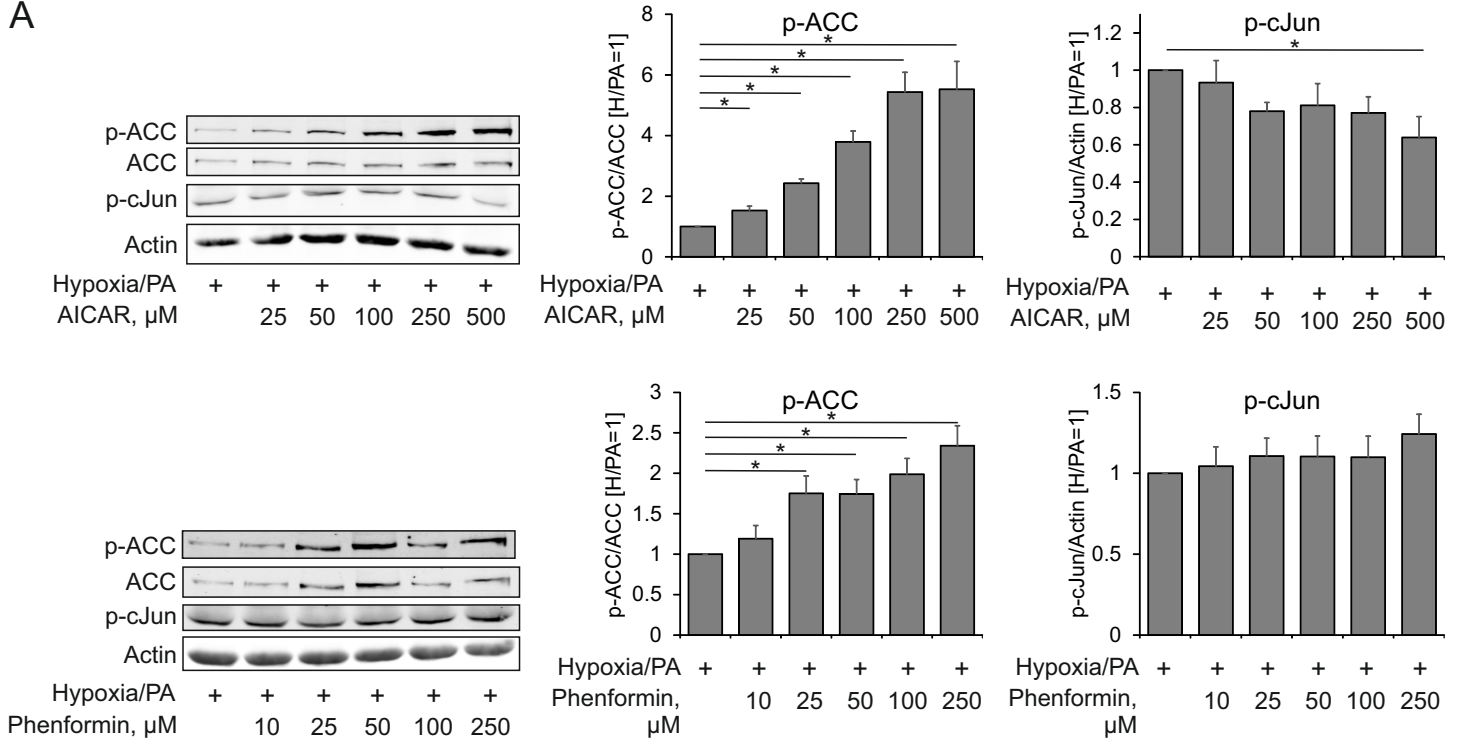 A
p-ACC
ACC
p-cJun
Actin
Hypoxia/PA + + + + + +
AICAR, µM 25 50 100 250 500
p-ACC
p-ACC/ACC [H/PA=1]
8
6
4
2
0
* * * * *
Hypoxia/PA + + + + + +
AICAR, µM 25 50 100 250 500
p-cJun
p-cJun/Actin [H/PA=1]
1.2
1
0.8
0.6
0.4
0.2
0
*
Hypoxia/PA + + + + + +
AICAR, µM 25 50 100 250 500
p-ACC
ACC
p-cJun
Actin
Hypoxia/PA + + + + + +
Phenformin, µM 10 25 50 100 250
p-ACC
p-ACC/ACC [H/PA=1]
3
2.5
2
1.5
1
0.5
0
* * * *
Hypoxia/PA + + + + + +
Phenformin, 10 25 50 100 250
µM
p-cJun
p-cJun/Actin [H/PA=1]
1.5
1
0.5
0
Hypoxia/PA + + + + + +
Phenformin, 10 25 50 100 250
µM